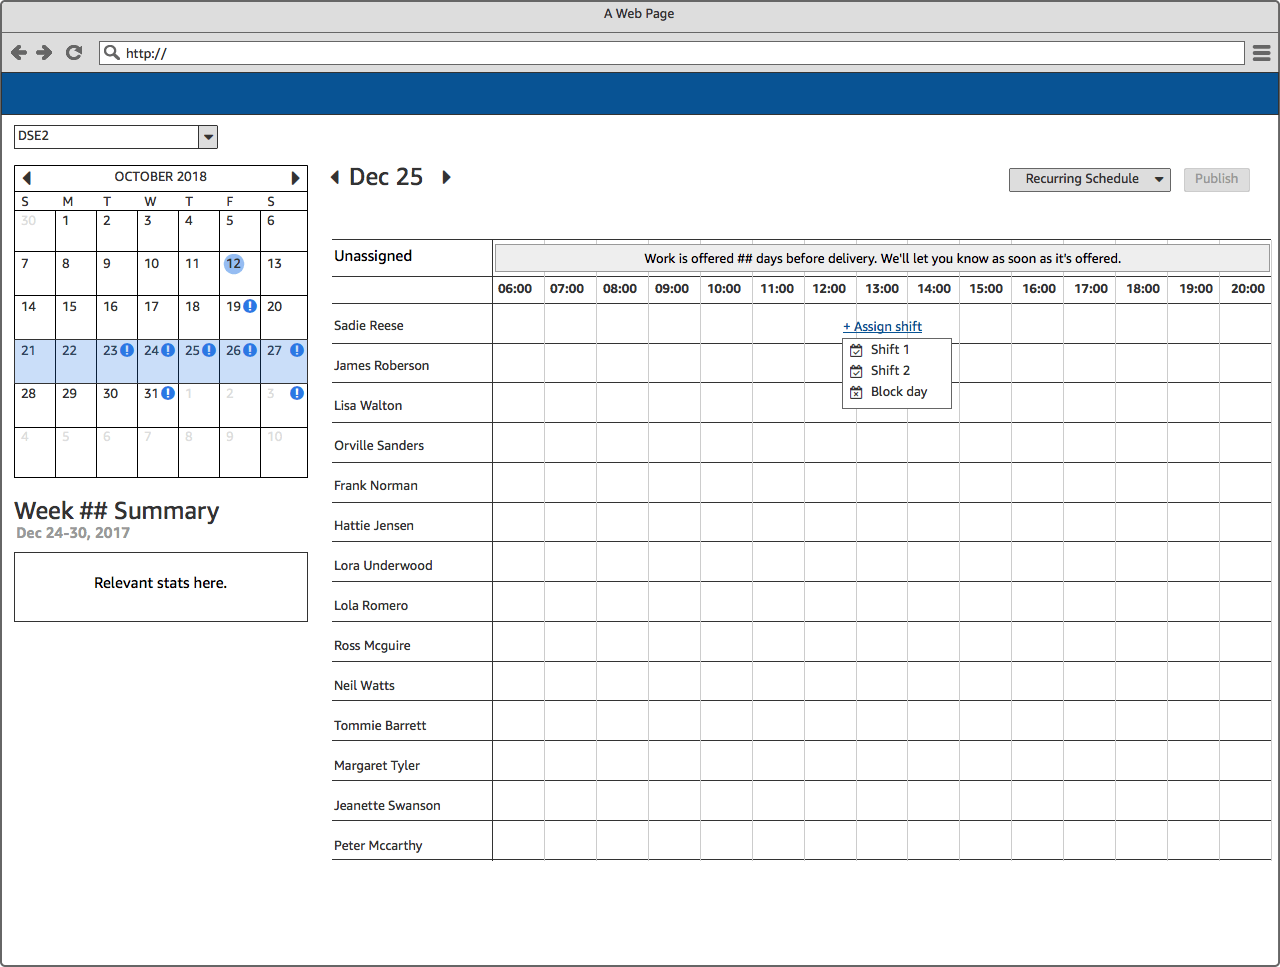 A Web Page
http://
DSE2
OCTOBER 2018
S M T W T F S
30 1 2 3 4 5 6
7 8 9 10 11 12 13
14 15 16 17 18 19 20
21 22 23 24 25 26 27
28 29 30 31 1 2 3
4 5 6 7 8 9 10
Week ## Summary
Dec 24-30, 2017
Relevant stats here.
Dec 25
Recurring Schedule
Publish
Unassigned
Work is offered ## days before delivery. We'll let you know as soon as it's offered.
06:00 07:00 08:00 09:00 10:00 11:00 12:00 13:00 14:00 15:00 16:00 17:00 18:00 19:00 20:00
Sadie Reese
+ Assign shift
Shift 1
Shift 2
Block day
James Roberson
Lisa Walton
Orville Sanders
Frank Norman
Hattie Jensen
Lora Underwood
Lola Romero
Ross Mcguire
Neil Watts
Tommie Barrett
Margaret Tyler
Jeanette Swanson
Peter Mccarthy